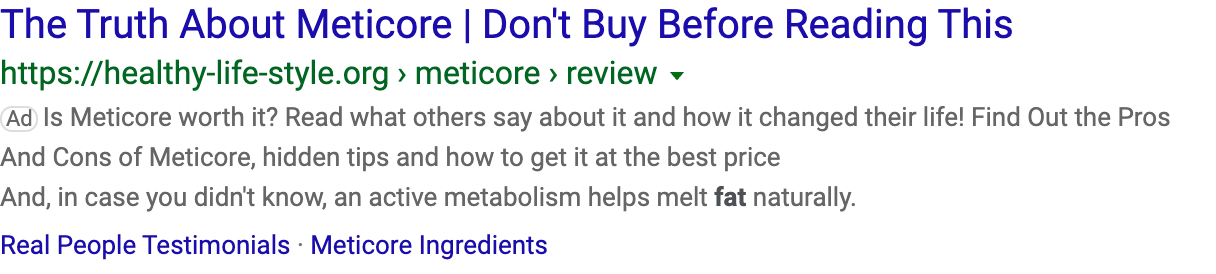 The Truth About Meticore | Don't Buy Before Reading This
https://healthy-life-style.org › meticore › review
Ad Is Meticore worth it? Read what others say about it and how it changed their life! Find Out the Pros
And Cons of Meticore, hidden tips and how to get it at the best price
And, in case you didn't know, an active metabolism helps melt fat naturally.
Real People Testimonials · Meticore Ingredients